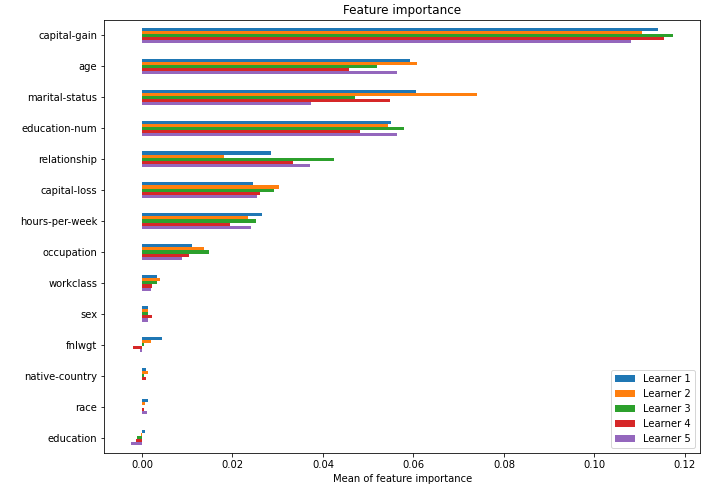 Feature importance
capital-gain
age
marital-status
education-num
relationship
capital-loss
hours-per-week
occupation
workclass
sex
fnlwgt
native-country
race
education
Learner 1
Learner 2
Learner 3
Learner 4
Learner 5
0.00 0.02 0.04 0.06 0.08 0.10 0.12
Mean of feature importance